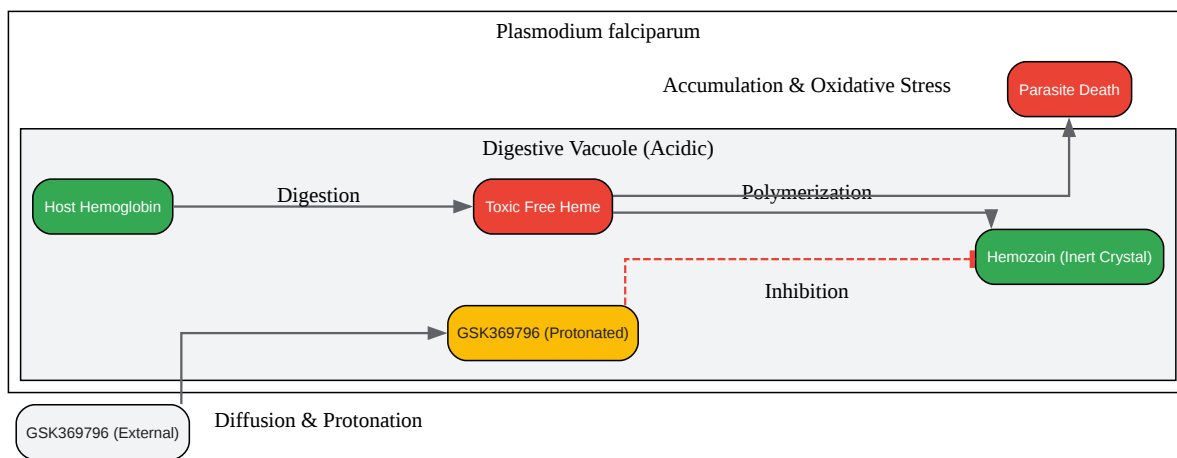 Plasmodium falciparum
Accumulation & Oxidative Stress
Parasite Death
Digestive Vacuole (Acidic)
Host Hemoglobin
Digestion
Toxic Free Heme
Polymerization
Hemozoin (Inert Crystal)
Inhibition
GSK369796 (Protonated)
Diffusion & Protonation
GSK369796 (External)